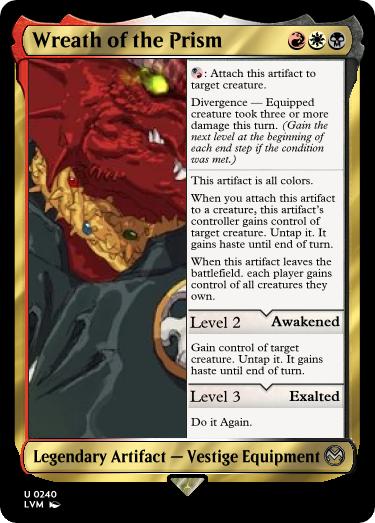 Wreath of the Prism
: Attach this artifact to
target creature.
Divergence — Equipped
creature took three or more
damage this turn. (Gain the
next level at the beginning of
each end step if the condition
was met.)
This artifact is all colors.
When you attach this artifact
to a creature, this artifact's
controller gains control of
target creature. Untap it. It
gains haste until end of turn.
When this artifact leaves the
battlefield. each player gains
control of all creatures they
own.
Level 2 Awakened
Gain control of target
creature. Untap it. It gains
haste until end of turn.
Level 3 Exalted
Do it Again.
Legendary Artifact — Vestige Equipment
U 0240
LVM